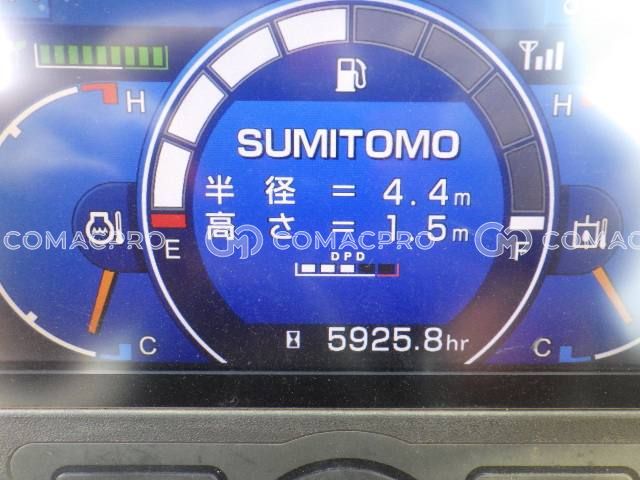 H
H
SUMITOMO
半径 = 4.4m
高さ = 1.5m
COMACPRO COMACPRO COMACPRO
E F
DPD
5925.8hr
C C